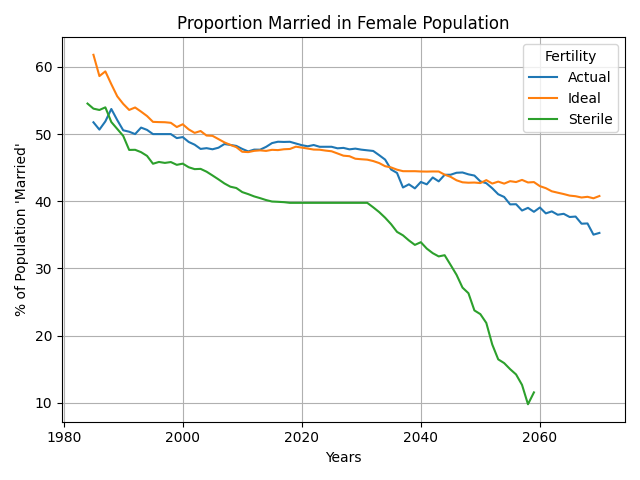 Proportion Married in Female Population
% of Population 'Married'
60
50
40
30
20
10
Fertility
Actual
Ideal
Sterile
1980
2000
2020
2040
2060
Years